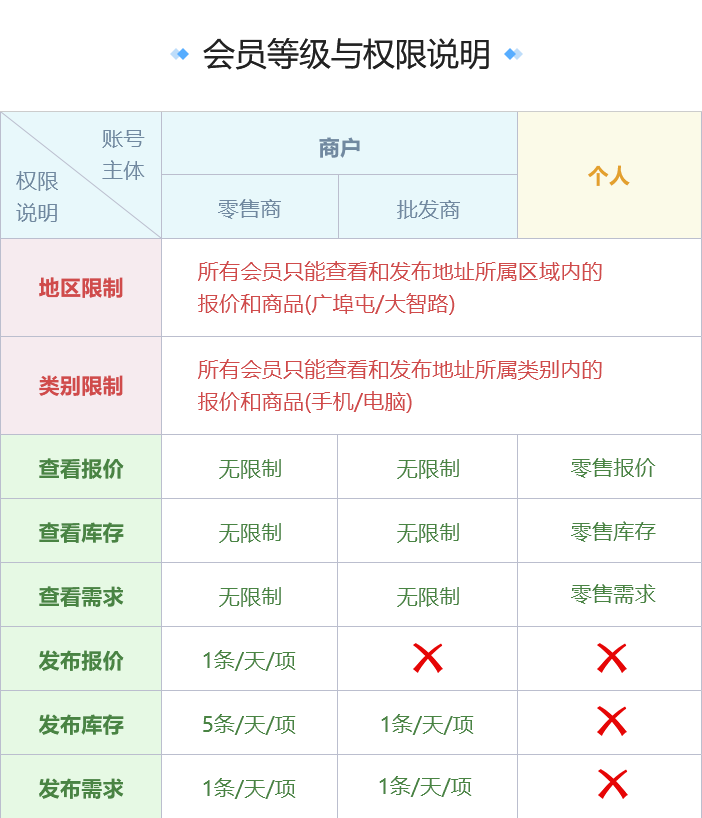 会员等级与权限说明
账号
主体
权限
说明
商户
个人
零售商
批发商
地区限制
所有会员只能查看和发布地址所属区域内的
报价和商品(广埠屯/大智路)
类别限制
所有会员只能查看和发布地址所属类别内的
报价和商品(手机/电脑)
查看报价
无限制
无限制
零售报价
查看库存
无限制
无限制
零售库存
查看需求
无限制
无限制
零售需求
发布报价
1条/天/项
发布库存
5条/天/项
1条/天/项
发布需求
1条/天/项
1条/天/项